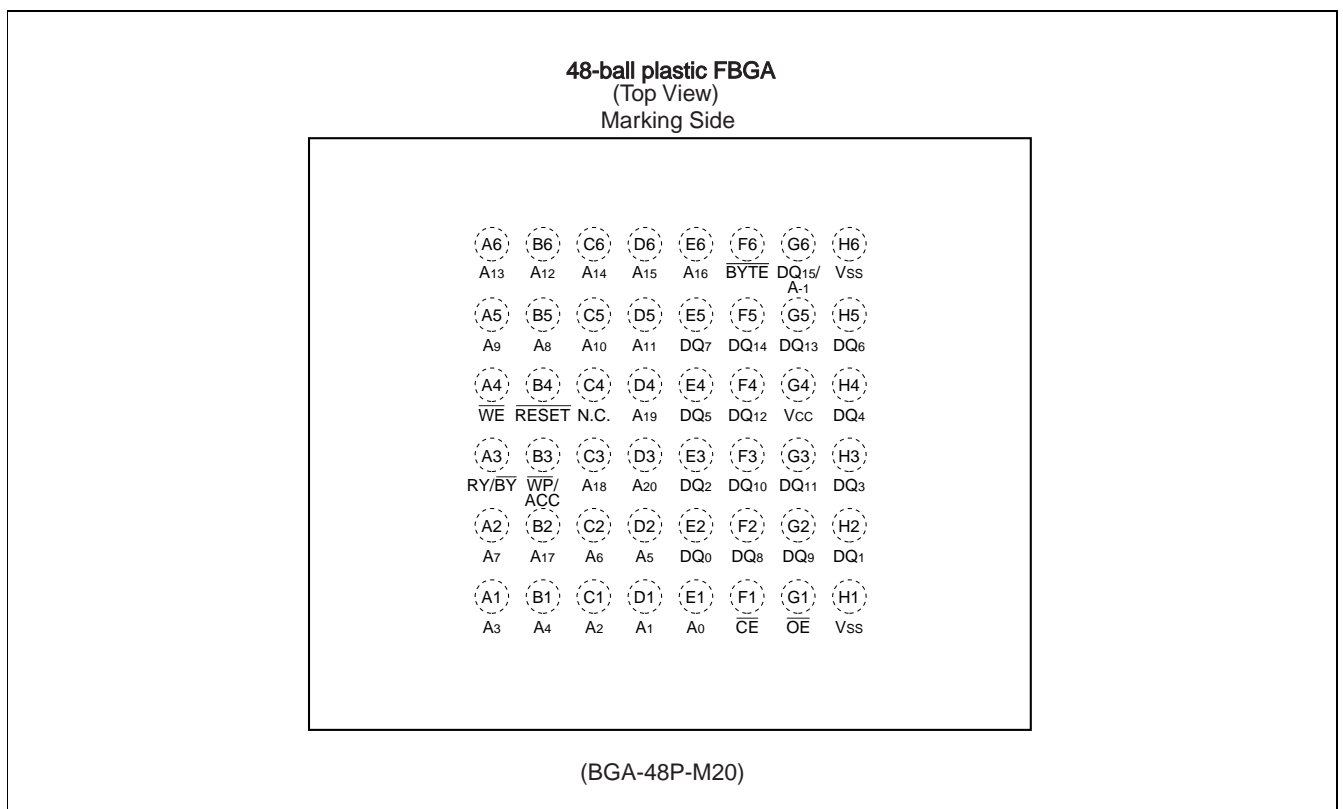 48-ball plastic FBGA
(Top View)
Marking Side
A6 B6 C6 D6 E6 F6 G6 H6
A13 A12 A14 A15 A16 BYTE DQ15/ VSS
A-1
A5 B5 C5 D5 E5 F5 G5 H5
A9 A8 A10 A11 DQ7 DQ14 DQ13 DQ6
A4 B4 C4 D4 E4 F4 G4 H4
WE RESET N.C. A19 DQ5 DQ12 VCC DQ4
A3 B3 C3 D3 E3 F3 G3 H3
RY/BY WP/ A18 A20 DQ2 DQ10 DQ11 DQ3
ACC
A2 B2 C2 D2 E2 F2 G2 H2
A7 A17 A6 A5 DQ0 DQ8 DQ9 DQ1
A1 B1 C1 D1 E1 F1 G1 H1
A3 A4 A2 A1 A0 CE OE VSS
(BGA-48P-M20)